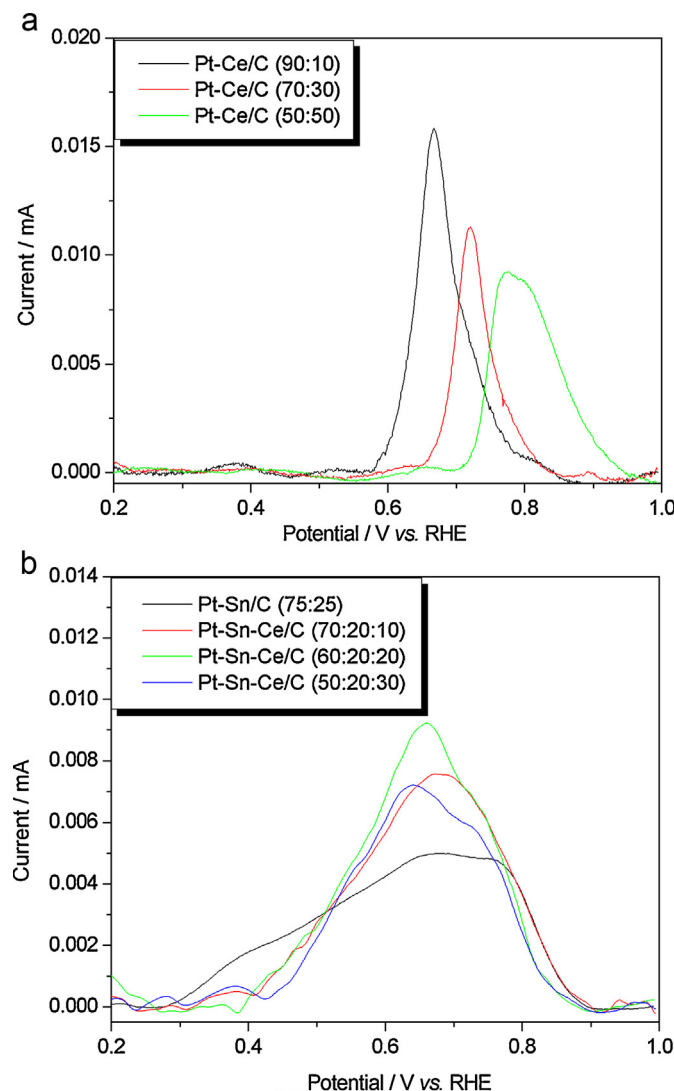 a
0.020
0.015
0.010
0.005
0.000
Current / mA
Pt-Ce/C (90:10)
Pt-Ce/C (70:30)
Pt-Ce/C (50:50)
0.2
0.4
0.6
0.8
1.0
Potential / V vs. RHE
b
0.014
0.012
0.010
0.008
0.006
0.004
0.002
0.000
Current / mA
Pt-Sn/C (75:25)
Pt-Sn-Ce/C (70:20:10)
Pt-Sn-Ce/C (60:20:20)
Pt-Sn-Ce/C (50:20:30)
0.2
0.4
0.6
0.8
1.0
Potential / V vs. RHE